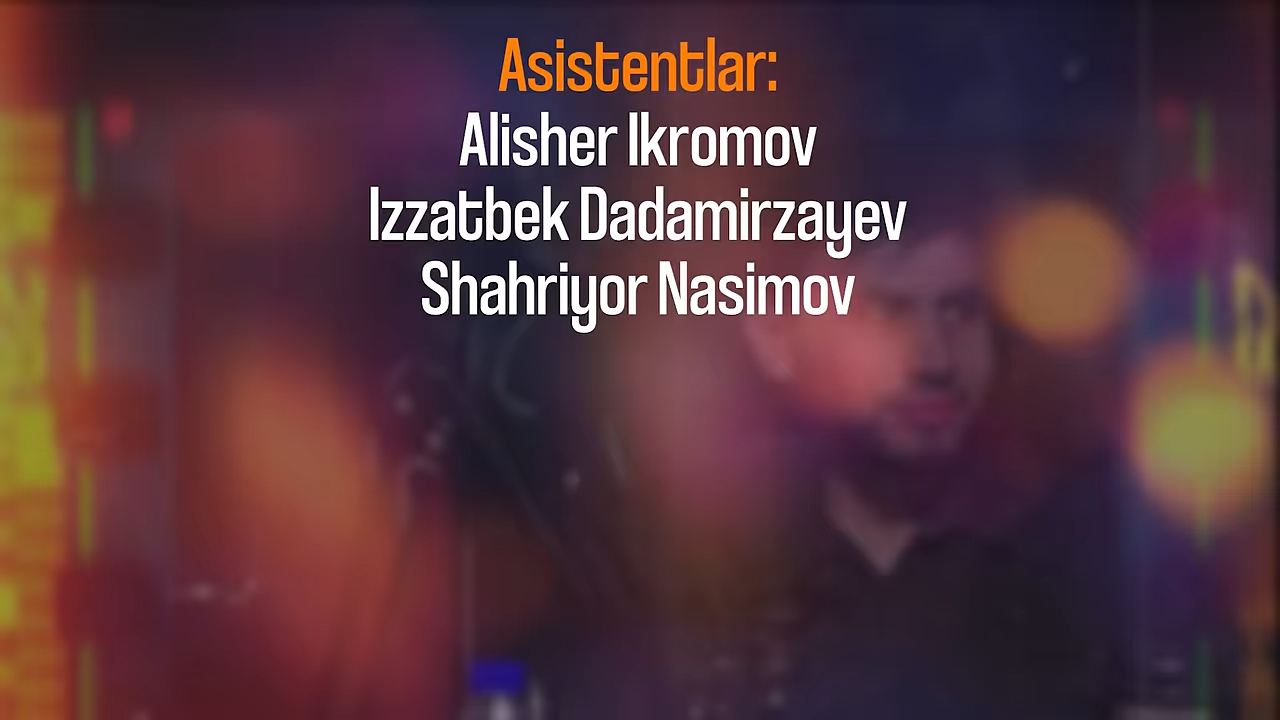 Asistentlar:
Alisher Ikromov
Izzatbek Dadamirzayev
Shahriyor Nasimov